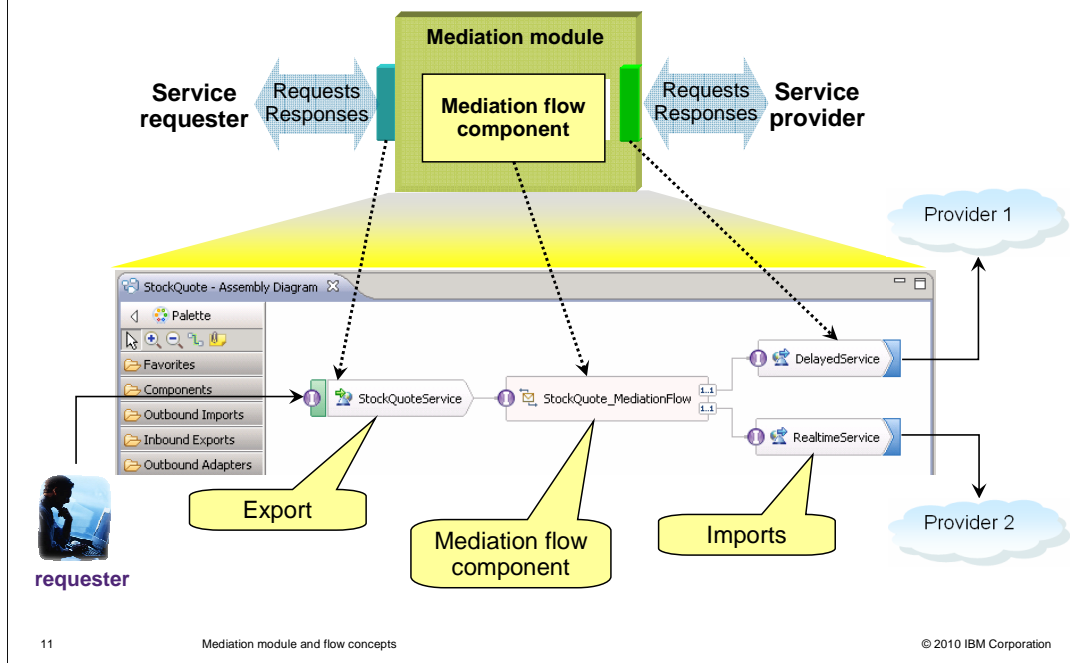 Mediation module
Service
requester
Requests
Responses
Mediation flow
component
Requests
Responses
Service
provider
Provider 1
StockQuote - Assembly Diagram
Palette
Favorites
Components
Outbound Imports
Inbound Exports
Outbound Adapters
StockQuoteService
StockQuote_MediationFlow
1..1
1..1
DelayedService
RealtimeService
Export
Mediation flow
component
Imports
Provider 2
requester
11
Mediation module and flow concepts
© 2010 IBM Corporation